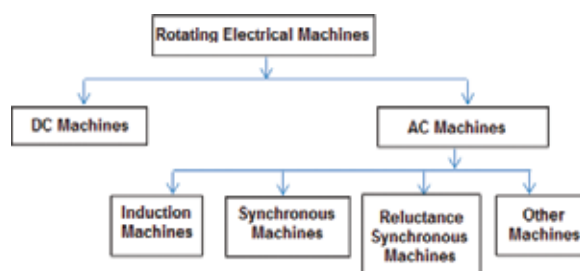 Rotating Electrical Machines
DC Machines
AC Machines
Induction
Machines
Synchronous
Machines
Reluctance
Synchronous
Machines
Other
Machines